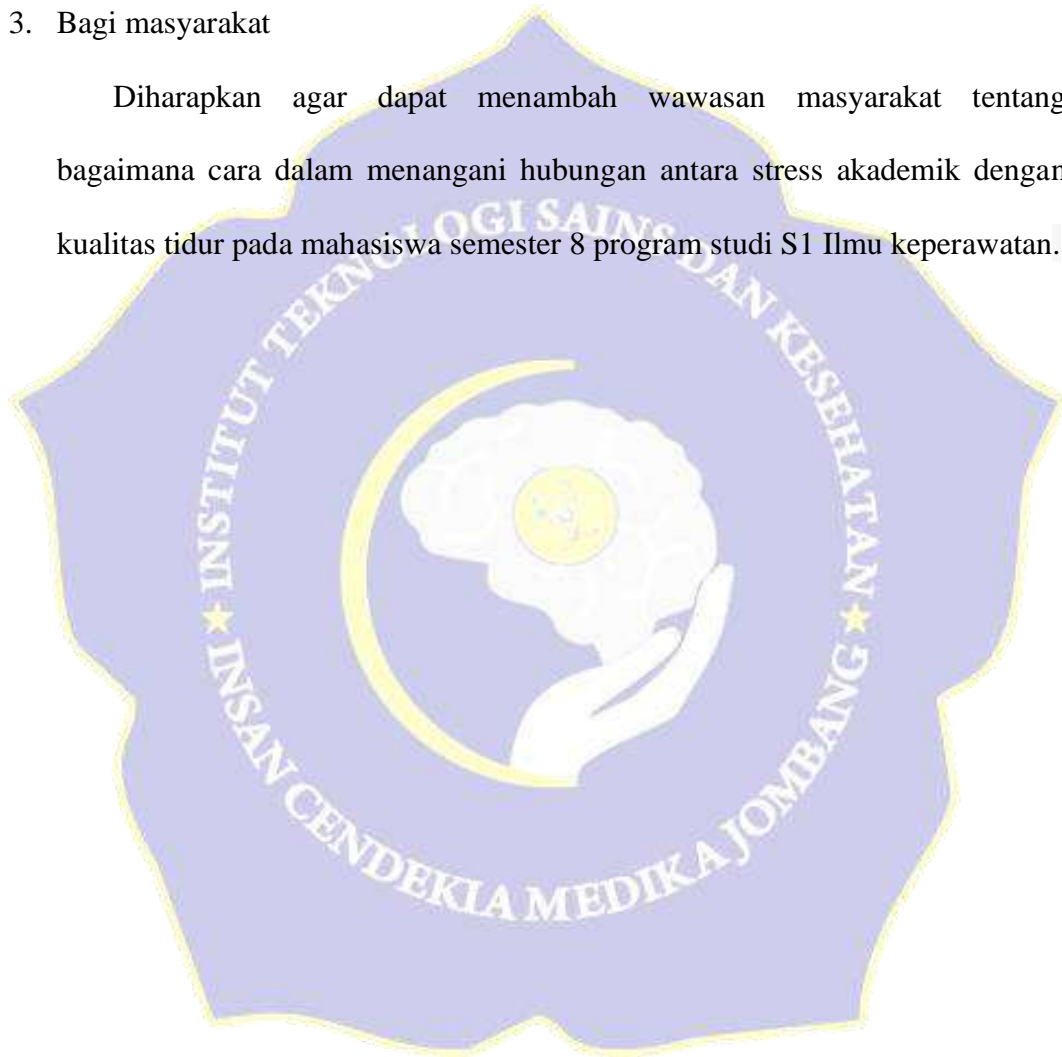 3. Bagi masyarakat
Diharapkan agar dapat menambah wawasan masyarakat tentang
bagaimana cara dalam menangani hubungan antara stress akademik dengan
kualitas tidur pada mahasiswa semester 8 program studi S1 Ilmu keperawatan.
INSTITUT TEKNOLOGI SAINS DAN KESEHATAN
INSAN CENDEKIA MEDIKA JOMBANG